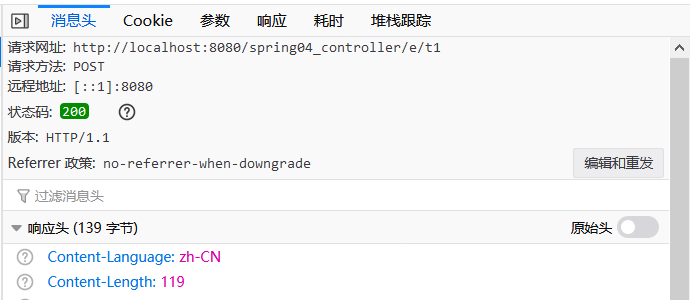 消息头 Cookie 参数 响应 耗时 堆栈跟踪
请求网址: http://localhost:8080/spring04_controller/e/t1
请求方法: POST
远程地址: [::1]:8080
状态码: 200
版本: HTTP/1.1
Referrer 政策: no-referrer-when-downgrade 编辑和重发
过滤消息头
响应头 (139 字节) 原始头
Content-Language: zh-CN
Content-Length: 119